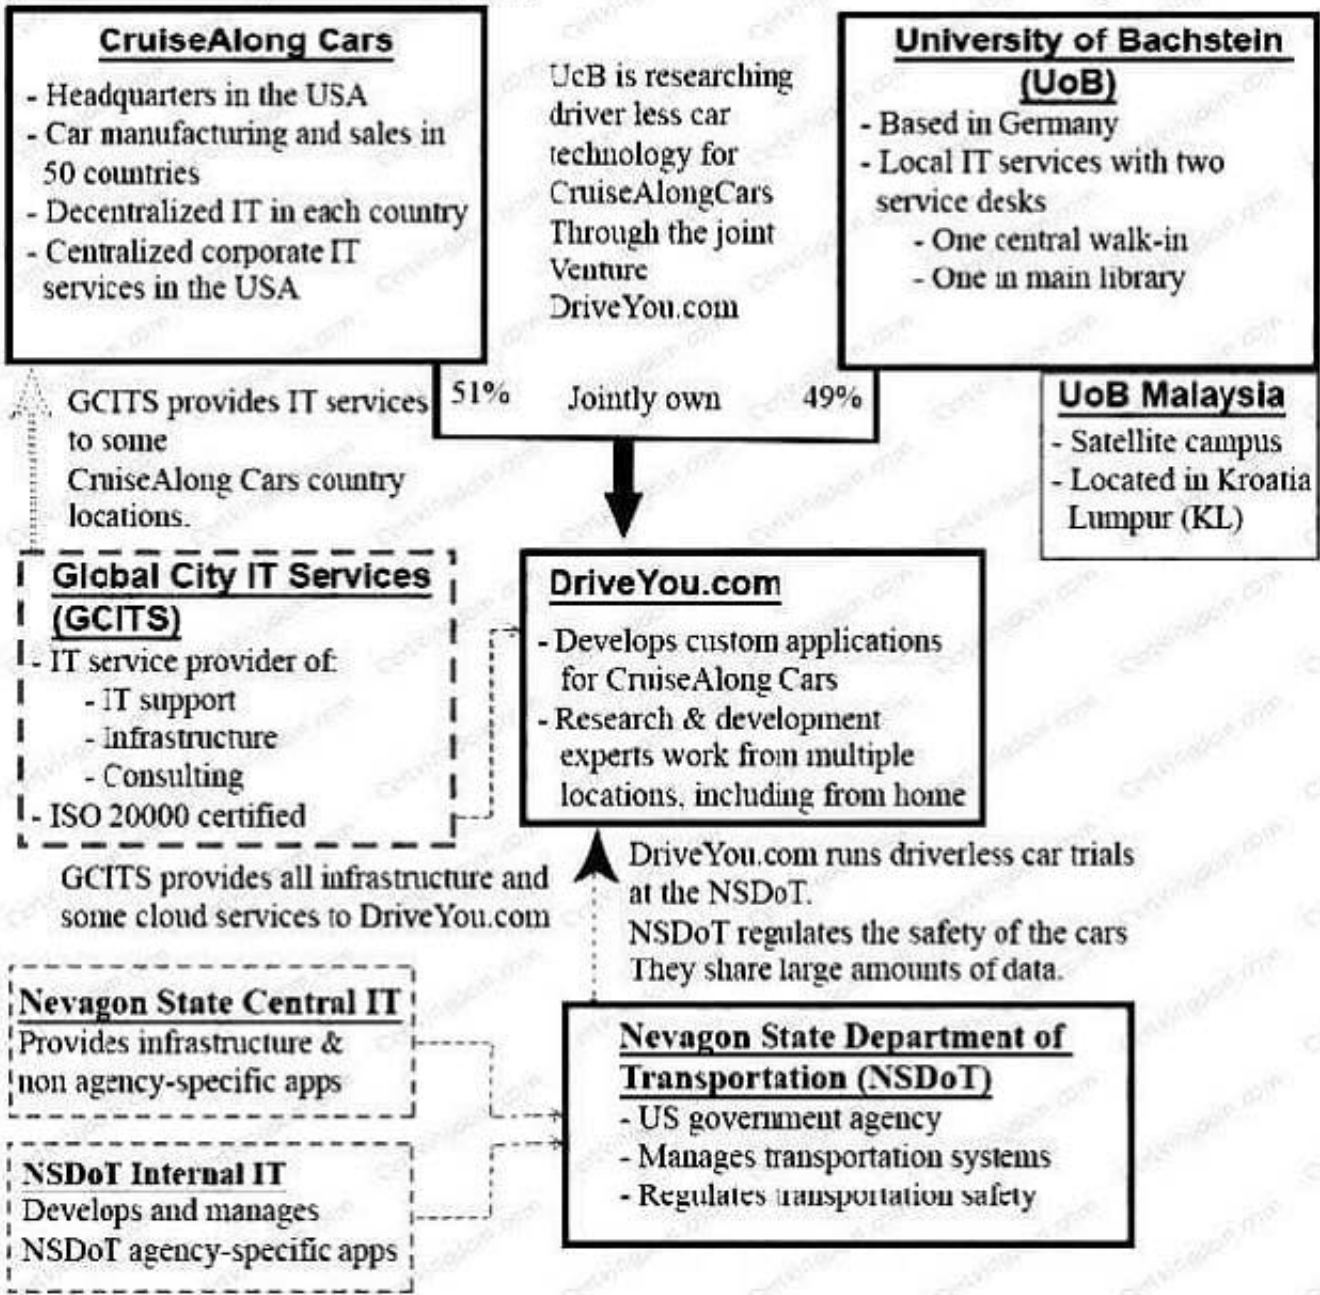 CruiseAlong Cars
- Headquarters in the USA
- Car manufacturing and sales in
50 countries
- Decentralized IT in each country
- Centralized corporate IT
services in the USA
UcB is researching
driver less car
technology for
CruiseAlongCars
Through the joint
Venture
DriveYou.com
University of Bachstein
(UoB)
- Based in Germany
- Local IT services with two
service desks
- One central walk-in
- One in main library
51% Jointly own 49%
UoB Malaysia
- Satellite campus
- Located in Kroatia
Lumpur (KL)
GCITS provides IT services
to some
CruiseAlong Cars country
locations.
Global City IT Services
(GCITS)
- IT service provider of:
- IT support
- Infrastructure
- Consulting
- ISO 20000 certified
DriveYou.com
- Develops custom applications
for CruiseAlong Cars
- Research & development
experts work from multiple
locations, including from home
GCITS provides all infrastructure and
some cloud services to DriveYou.com
DriveYou.com runs driverless car trials
at the NSDoT.
NSDoT regulates the safety of the cars
They share large amounts of data.
Nevagon State Central IT
Provides infrastructure &
non agency-specific apps
NSDoT Internal IT
Develops and manages
NSDoT agency-specific apps
Nevagon State Department of
Transportation (NSDoT)
- US government agency
- Manages transportation systems
- Regulates transportation safety